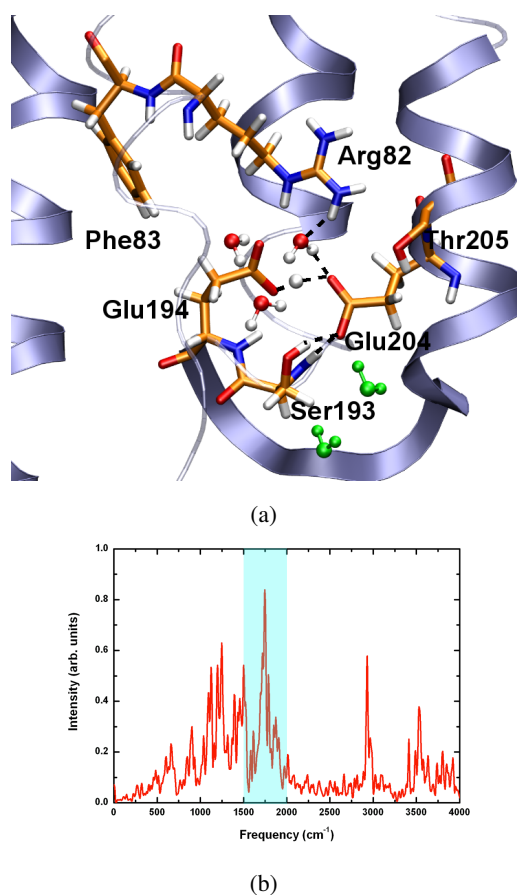 Arg82
Phe83
Thr205
Glu194
Glu204
Ser193
(a)
1.0
0.8
0.6
0.4
0.2
0.0
Intensity (arb. units)
0 500 1000 1500 2000 2500 3000 3500 4000
Frequency (cm⁻¹)
(b)